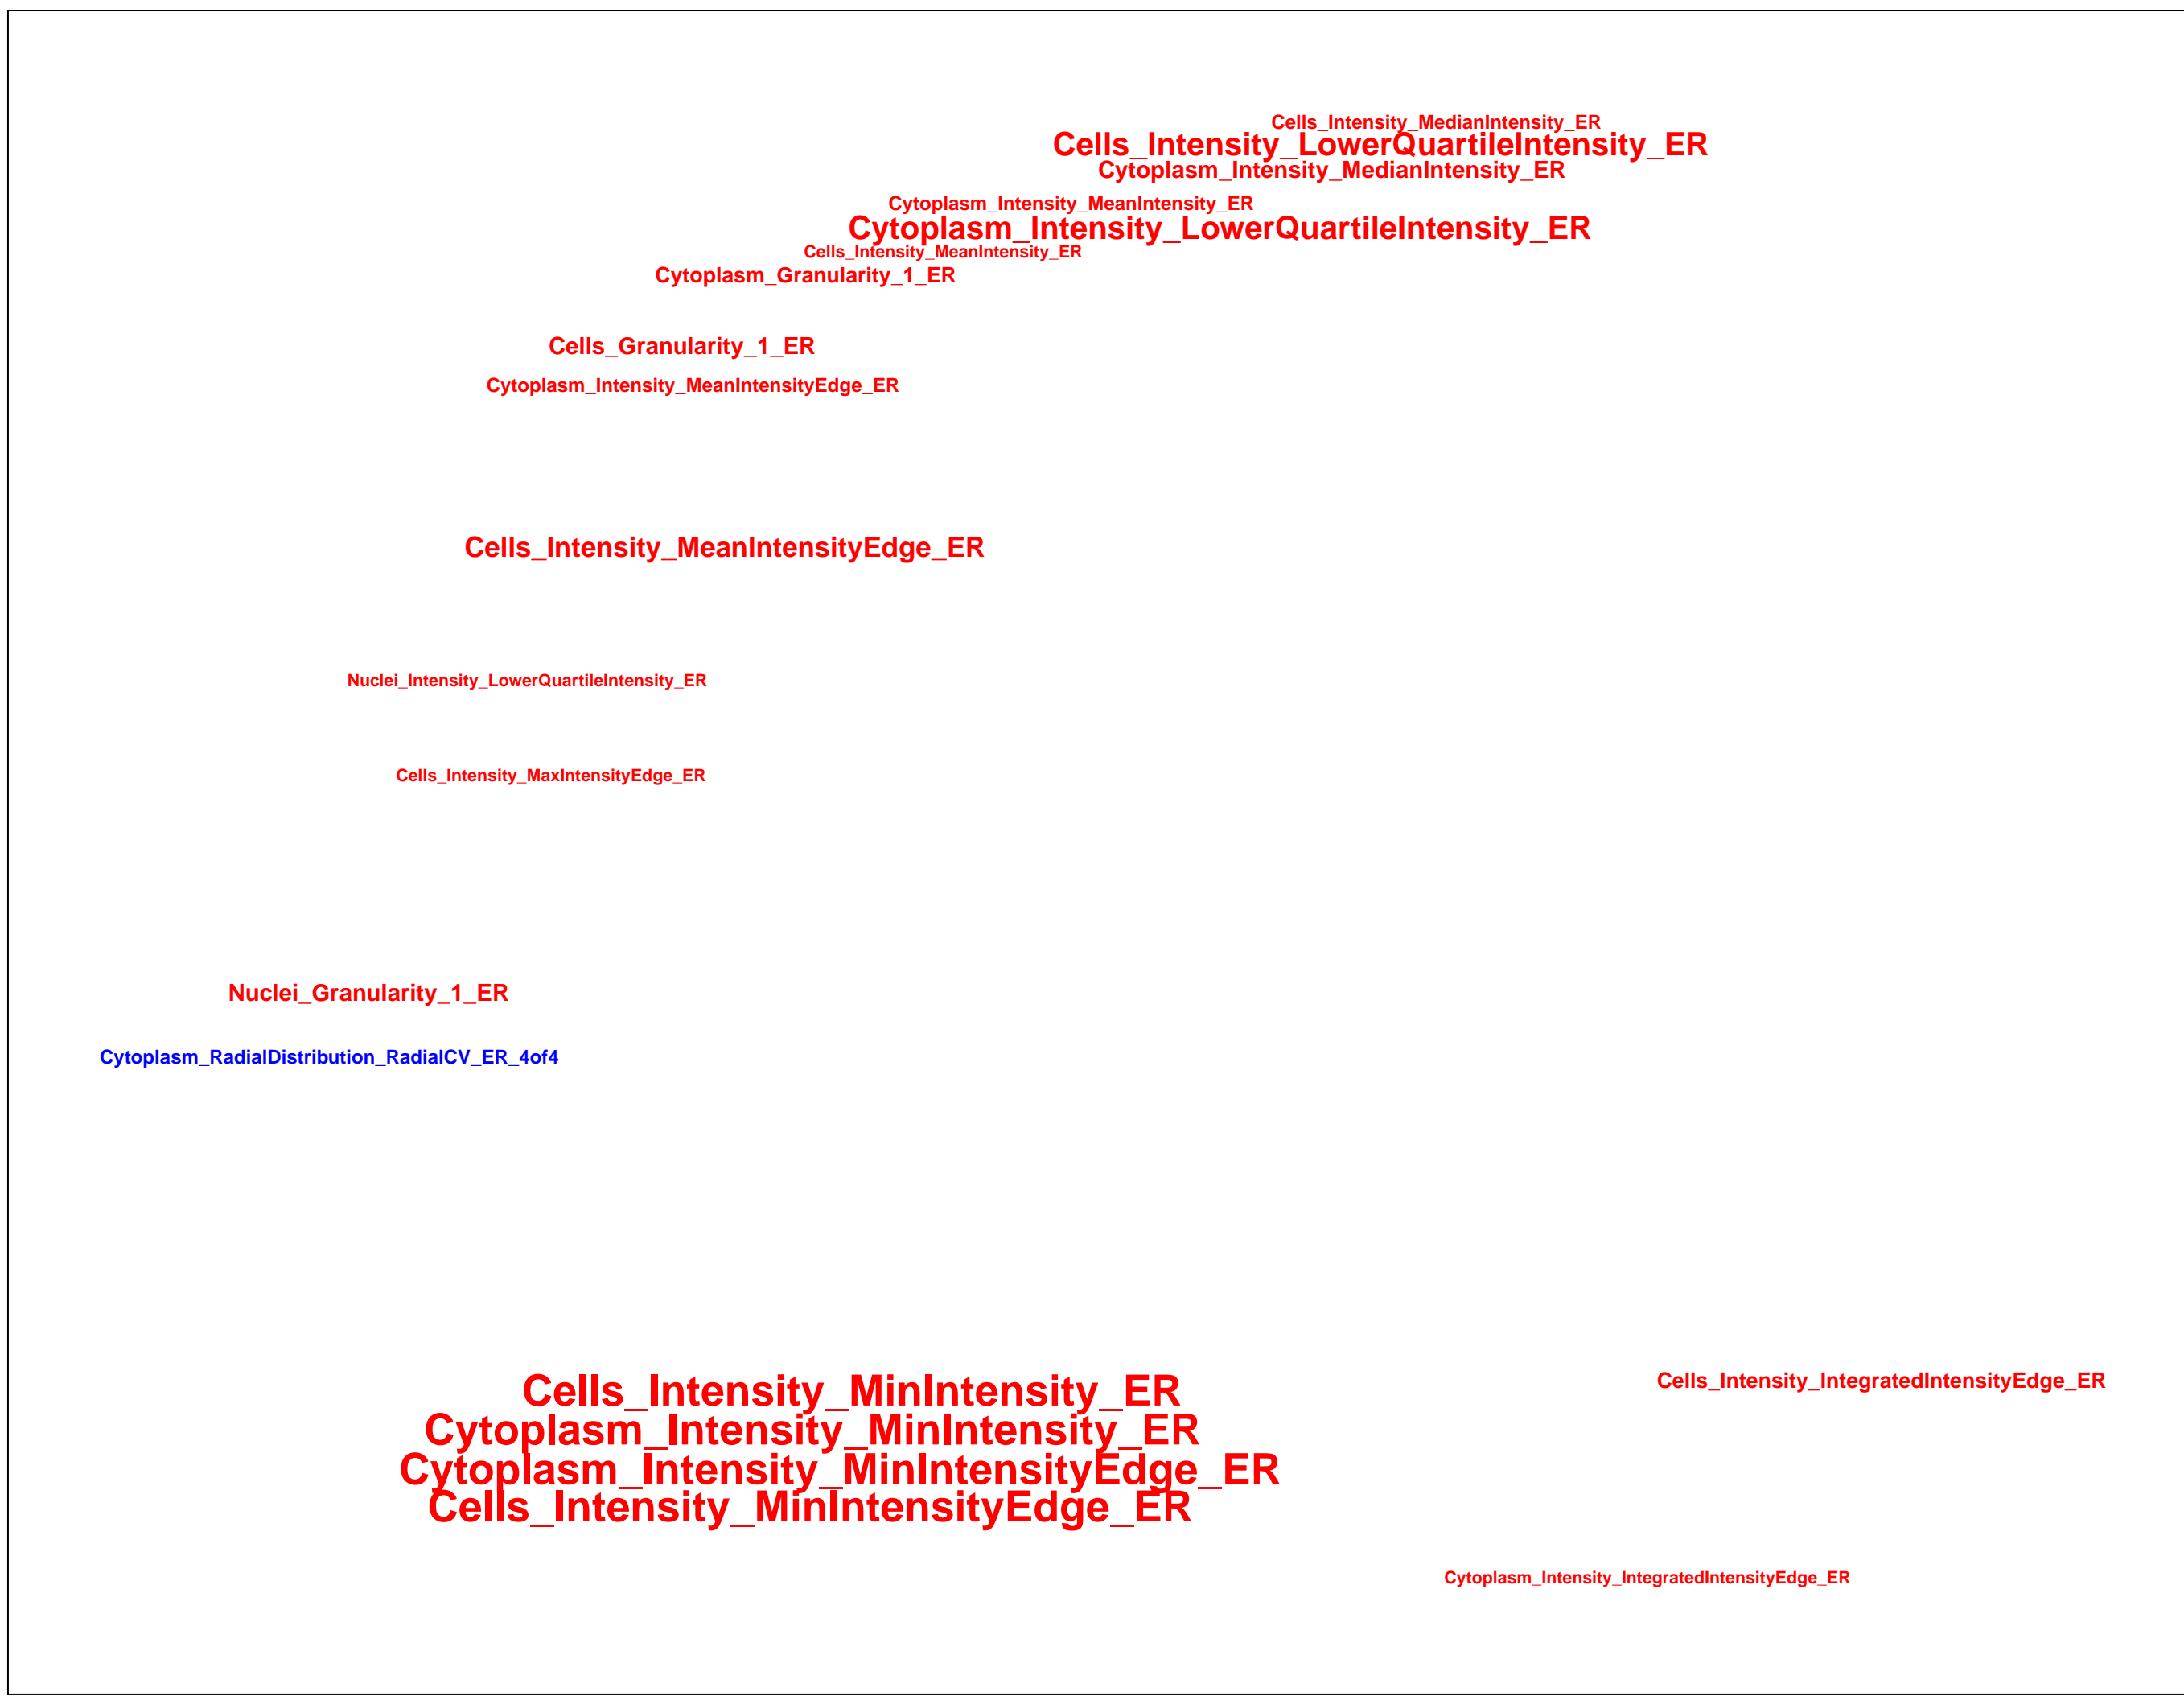 Cells_Intensity_MedianIntensity_ER
Cells_Intensity_LowerQuartileIntensity_ER
Cytoplasm_Intensity_MedianIntensity_ER
Cytoplasm_Intensity_MeanIntensity_ER
Cytoplasm_Intensity_LowerQuartileIntensity_ER
Cells_Intensity_MeanIntensity_ER
Cytoplasm_Granularity_1_ER
Cells_Granularity_1_ER
Cytoplasm_Intensity_MeanIntensityEdge_ER
Cells_Intensity_MeanIntensityEdge_ER
Nuclei_Intensity_LowerQuartileIntensity_ER
Cells_Intensity_MaxIntensityEdge_ER
Nuclei_Granularity_1_ER
Cytoplasm_RadialDistribution_RadialCV_ER_4of4
Cells_Intensity_IntegratedIntensityEdge_ER
Cells_Intensity_MinIntensity_ER
Cytoplasm_Intensity_MinIntensity_ER
Cytoplasm_Intensity_MinIntensityEdge_ER
Cells_Intensity_MinIntensityEdge_ER
Cytoplasm_Intensity_IntegratedIntensityEdge_ER